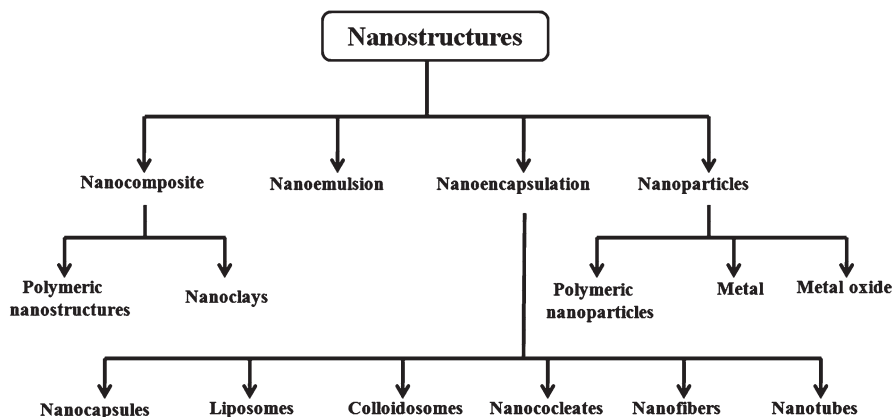 Nanostructures
Nanocomposite
Nanoemulsion
Nanoencapsulation
Nanoparticles
Polymeric
nanostructures
Nanoclays
Polymeric
nanoparticles
Metal
Metal oxide
Nanocapsules
Liposomes
Colloidosomes
Nanocochleates
Nanofibers
Nanotubes